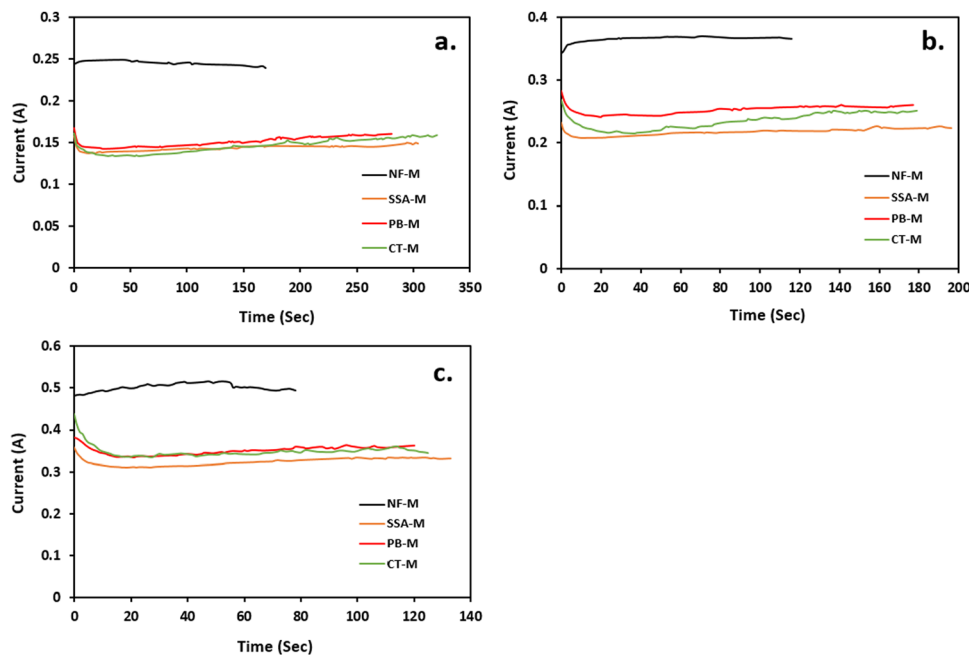 a.
Current (A)
0.3
0.25
0.2
0.15
0.1
0.05
0
NF-M
SSA-M
PB-M
CT-M
0 50 100 150 200 250 300 350
Time (Sec)
b.
Current (A)
0.4
0.3
0.2
0.1
0
NF-M
SSA-M
PB-M
CT-M
0 20 40 60 80 100 120 140 160 180 200
Time (Sec)
c.
Current (A)
0.6
0.5
0.4
0.3
0.2
0.1
0
NF-M
SSA-M
PB-M
CT-M
0 20 40 60 80 100 120 140
Time (Sec)